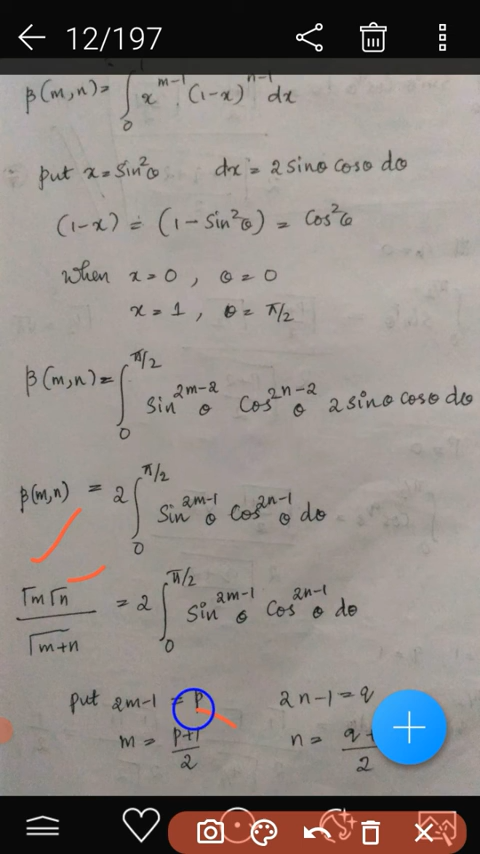 12/197
β(m,n) = ∫₀¹ x^{m-1} (1-x)^{n-1} dx
put x = Sin²θ dx = 2 sinθ cosθ dθ
(1-x) = (1 - Sin²θ) = Cos²θ
When x = 0 , θ = 0
x = 1 , θ = π/2
β(m,n) = ∫₀^{π/2} Sin^{2m-2} θ Cos^{2n-2} θ 2 sinθ cosθ dθ
β(m,n) = 2 ∫₀^{π/2} Sin^{2m-1} θ Cos^{2n-1} θ dθ
Γm Γn / Γm+n = 2 ∫₀^{π/2} Sin^{2m-1} θ Cos^{2n-1} θ dθ
put 2m-1 = p 2n-1 = q
m = p+1 / 2 n = q+ / 2